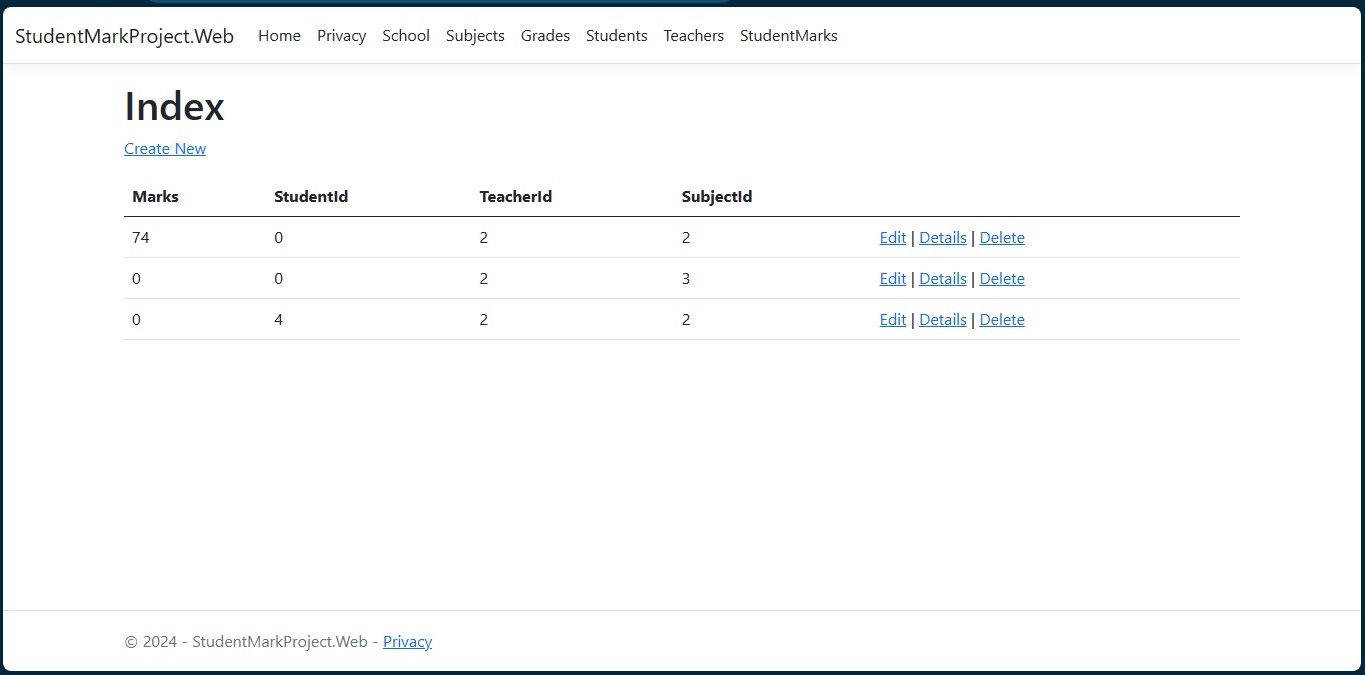 StudentMarkProject.Web Home Privacy School Subjects Grades Students Teachers StudentMarks
Index
Create New
Marks StudentId TeacherId SubjectId
74 0 2 2 Edit | Details | Delete
0 0 2 3 Edit | Details | Delete
0 4 2 2 Edit | Details | Delete
© 2024 - StudentMarkProject.Web - Privacy